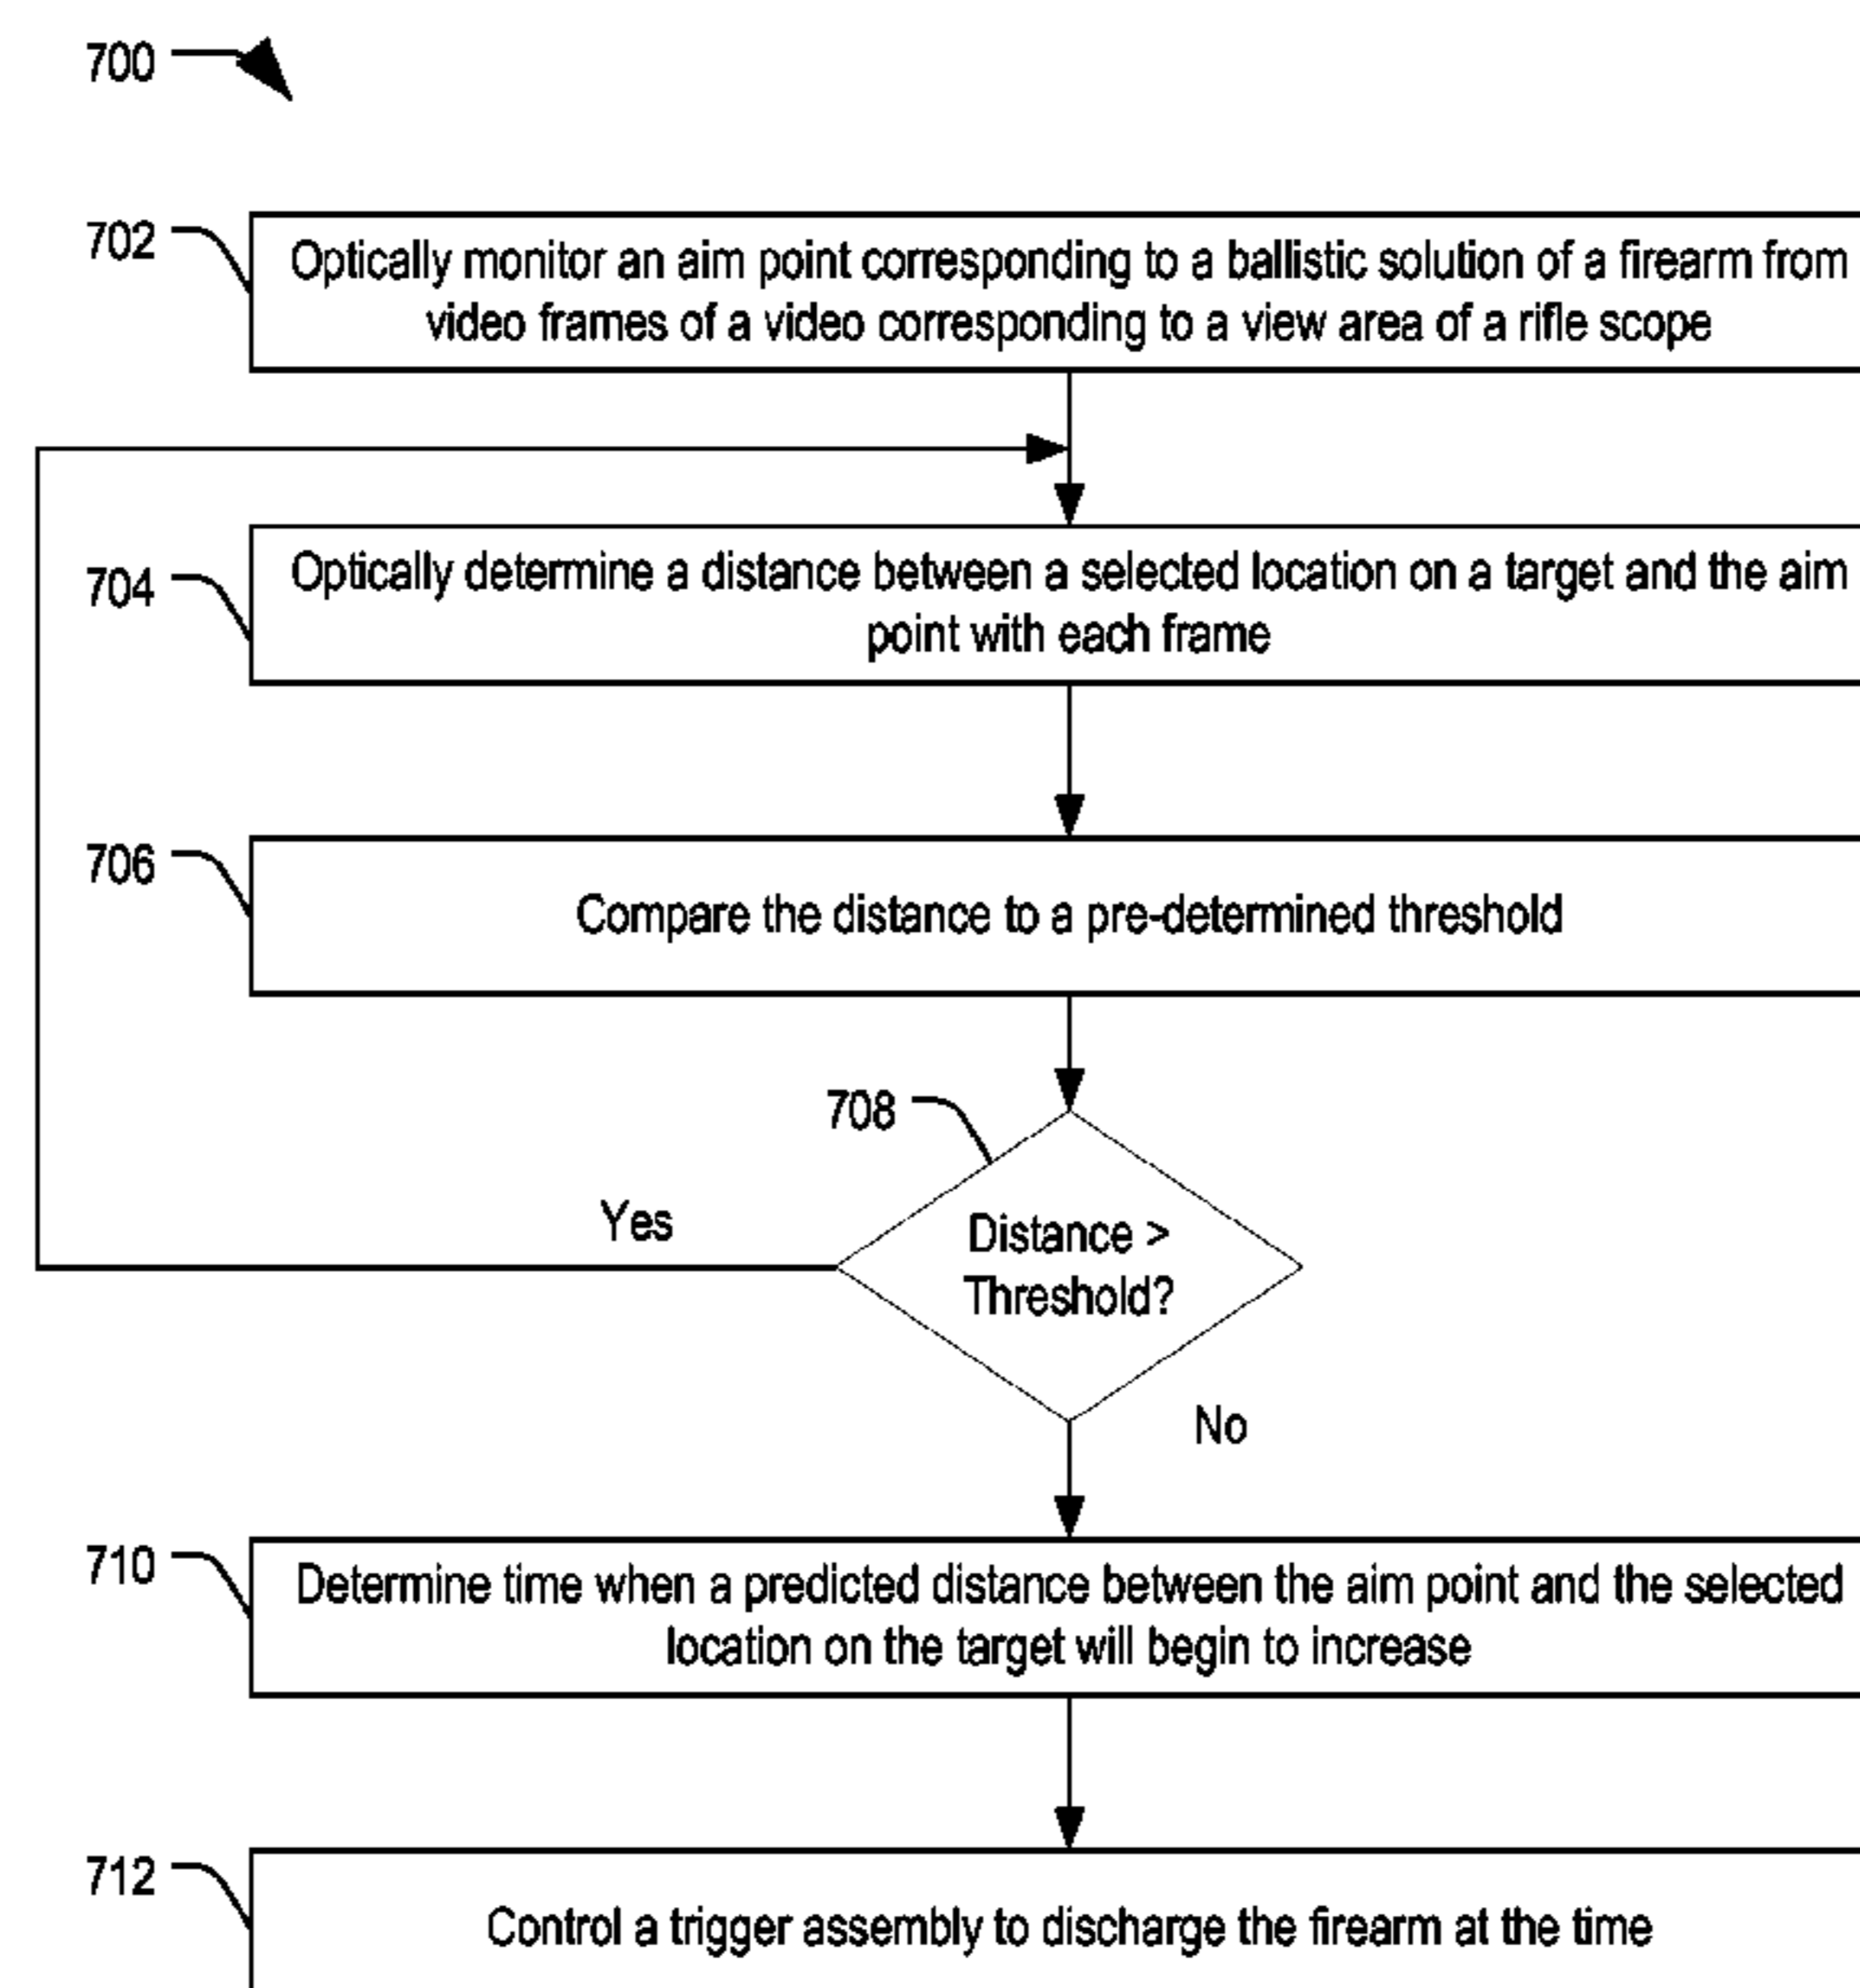 700
702
Optically monitor an aim point corresponding to a ballistic solution of a firearm from
video frames of a video corresponding to a view area of a rifle scope
704
Optically determine a distance between a selected location on a target and the aim
point with each frame
706
Compare the distance to a pre-determined threshold
708
Yes
Distance >
Threshold?
No
710
Determine time when a predicted distance between the aim point and the selected
location on the target will begin to increase
712
Control a trigger assembly to discharge the firearm at the time